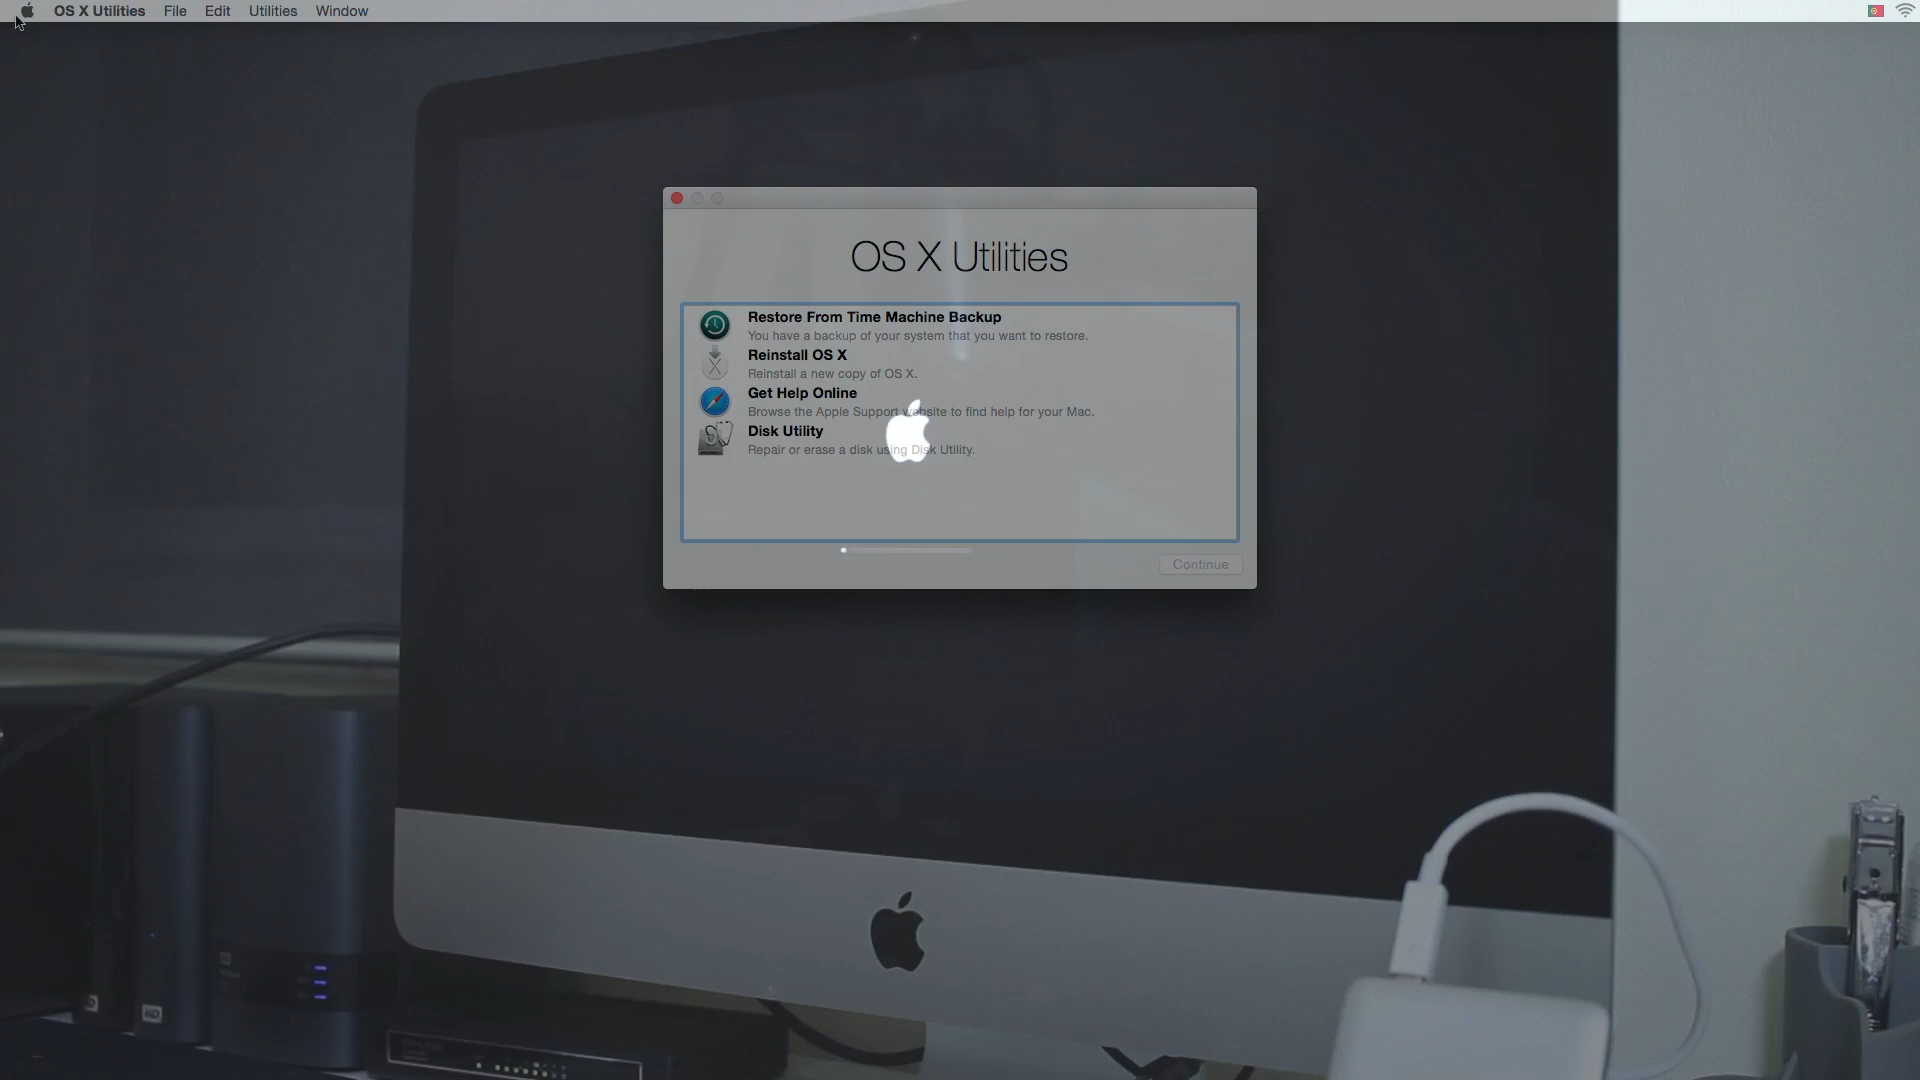 OS X Utilities File Edit Utilities Window
OS X Utilities
Restore From Time Machine Backup
You have a backup of your system that you want to restore.
Reinstall OS X
Reinstall a new copy of OS X.
Get Help Online
Browse the Apple Support website to find help for your Mac.
Disk Utility
Repair or erase a disk using Disk Utility.
Continue